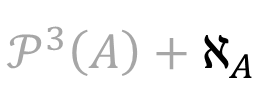 𝒫³(A) + ℵ_A